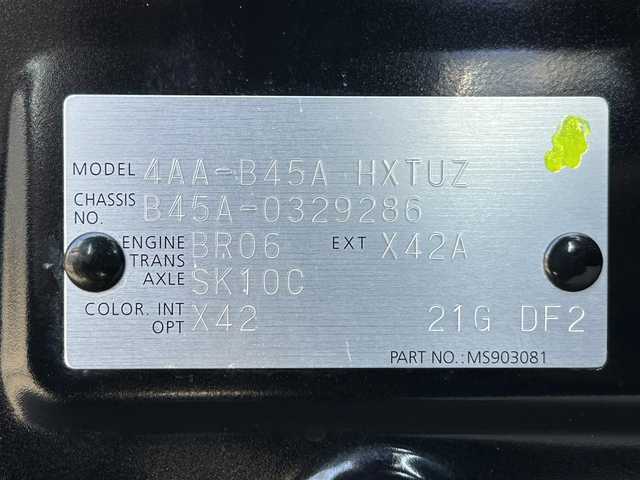 MODEL 4AA-B45A HXTUZ
CHASSIS NO. B45A-0329286
ENGINE BR06 EXT X42A
TRANS AXLE SK10C
COLOR. INT X42
OPT 21G DF2
PART NO.:MS903081